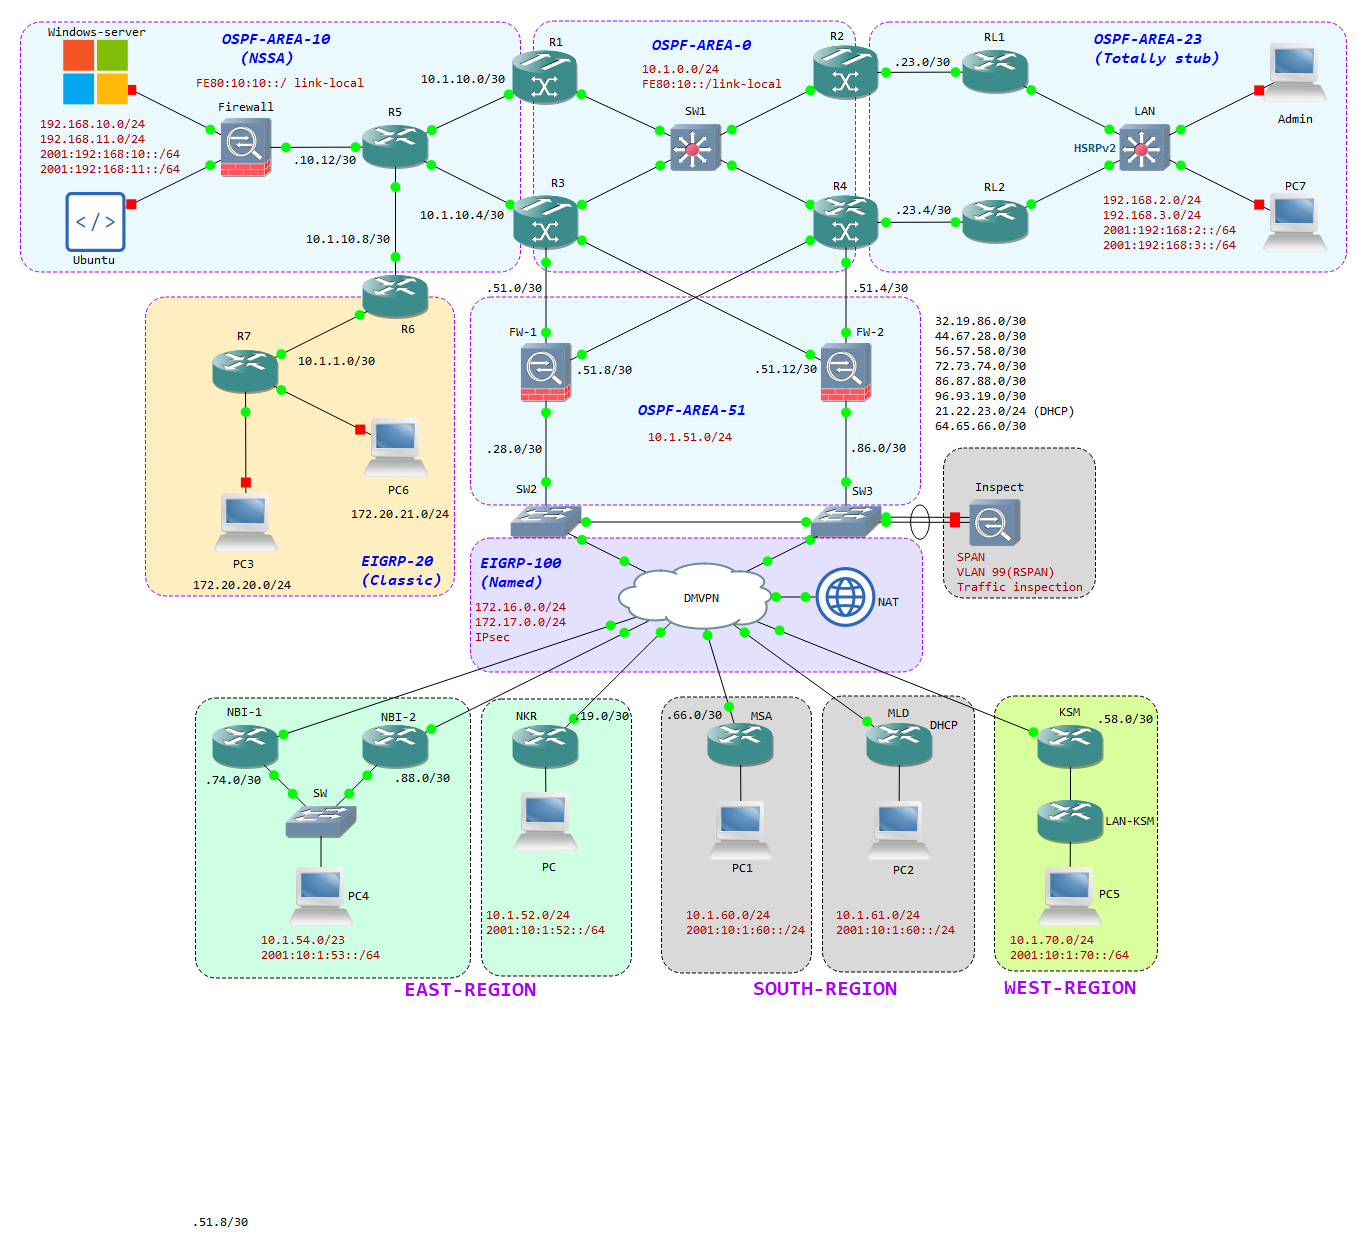 Windows-server
OSPF-AREA-10
(NSSA)
FE80:10:10::/ link-local
Firewall
192.168.10.0/24
192.168.11.0/24
2001:192:168:10::/64
2001:192:168:11::/64
Ubuntu
</>
.10.12/30
R5
10.1.10.0/30
10.1.10.4/30
10.1.10.8/30
R1
OSPF-AREA-0
10.1.0.0/24
FE80:10::/link-local
SW1
R2
R3
R4
OSPF-AREA-23
(Totally stub)
RL1
.23.0/30
RL2
.23.4/30
LAN
HSRPv2
Admin
PC7
192.168.2.0/24
192.168.3.0/24
2001:192:168:2::/64
2001:192:168:3::/64
R6
R7
10.1.1.0/30
PC6
172.20.21.0/24
PC3
172.20.20.0/24
EIGRP-20
(Classic)
.51.0/30
.51.4/30
FW-1
FW-2
.51.8/30
.51.12/30
OSPF-AREA-51
10.1.51.0/24
.28.0/30
.86.0/30
SW2
SW3
32.19.86.0/30
44.67.28.0/30
56.57.58.0/30
72.73.74.0/30
86.87.88.0/30
96.93.19.0/30
21.22.23.0/24 (DHCP)
64.65.66.0/30
Inspect
SPAN
VLAN 99(RSPAN)
Traffic inspection
EIGRP-100
(Named)
172.16.0.0/24
172.17.0.0/24
IPsec
DMVPN
NAT
NBI-1
NBI-2
.74.0/30
.88.0/30
SW
PC4
10.1.54.0/23
2001:10:1:53::/64
NKR
.19.0/30
PC
10.1.52.0/24
2001:10:1:52::/64
EAST-REGION
.66.0/30
MSA
PC1
10.1.60.0/24
2001:10:1:60::/24
MLD
DHCP
PC2
10.1.61.0/24
2001:10:1:60::/24
SOUTH-REGION
KSM
.58.0/30
LAN-KSM
PC5
10.1.70.0/24
2001:10:1:70::/64
WEST-REGION
.51.8/30